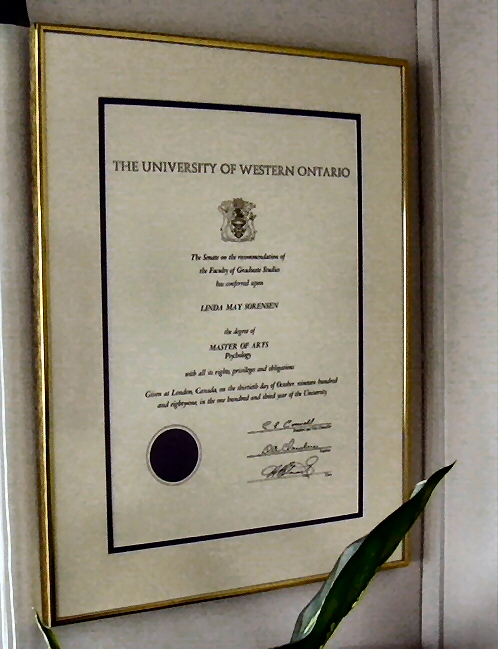 THE UNIVERSITY OF WESTERN ONTARIO
The Senate on the recommendation of
the Faculty of Graduate Studies
has conferred upon
LINDA MAY SORENSEN
the degree of
MASTER OF ARTS
Psychology
with all its rights, privileges and obligations
Given at London, Canada, on the thirtieth day of October, nineteen hundred
and eighty-one, in the one hundred and third year of the University